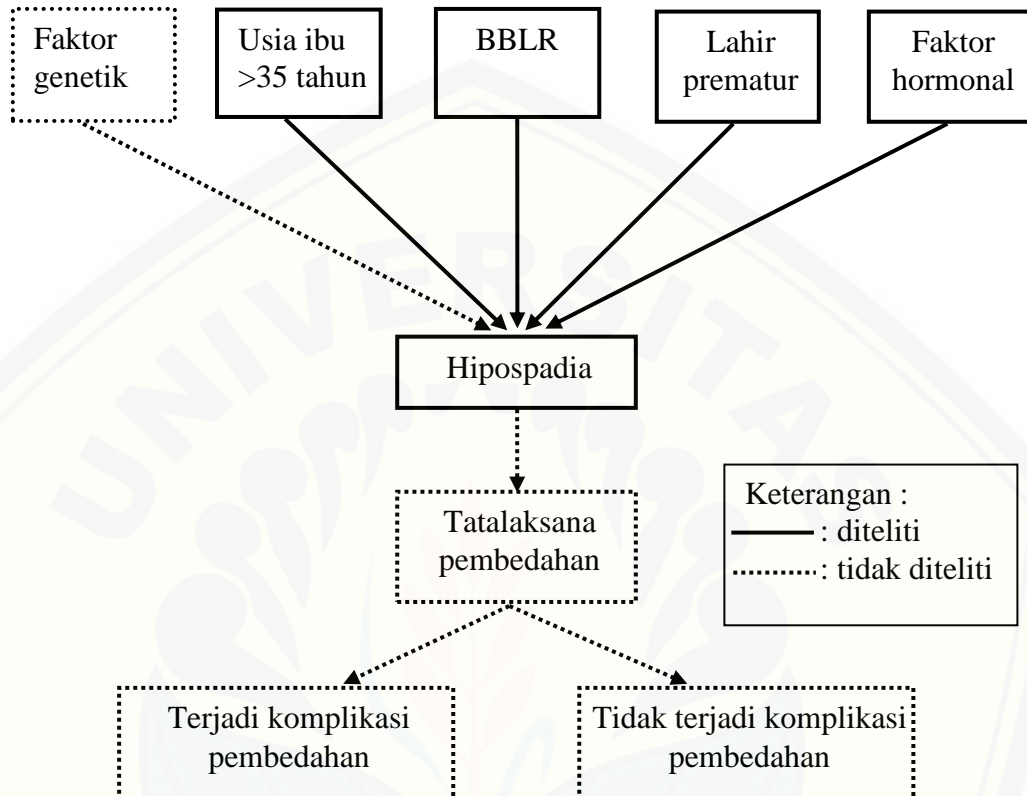 Faktor
genetik
Usia ibu
>35 tahun
BBLR
Lahir
prematur
Faktor
hormonal
UNIVERSITAS
Hipospadia
Tatalaksana
pembedahan
Keterangan :
: diteliti
: tidak diteliti
Terjadi komplikasi
pembedahan
Tidak terjadi komplikasi
pembedahan